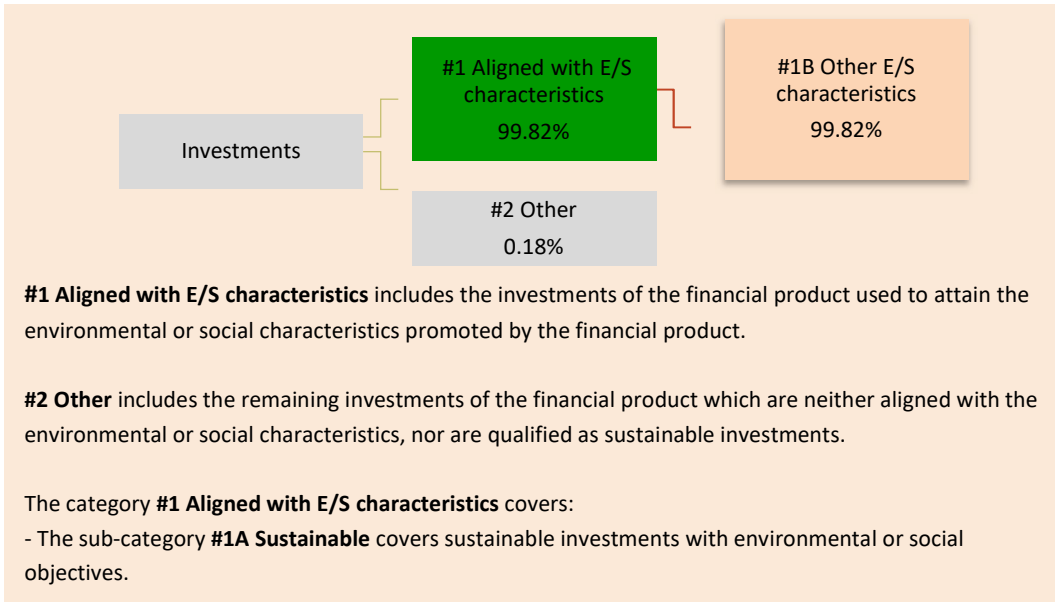 #1 Aligned with E/S
characteristics
99.82%
#1B Other E/S
characteristics
99.82%
Investments
#2 Other
0.18%
#1 Aligned with E/S characteristics includes the investments of the financial product used to attain the
environmental or social characteristics promoted by the financial product.
#2 Other includes the remaining investments of the financial product which are neither aligned with the
environmental or social characteristics, nor are qualified as sustainable investments.
The category #1 Aligned with E/S characteristics covers:
- The sub-category #1A Sustainable covers sustainable investments with environmental or social
objectives.